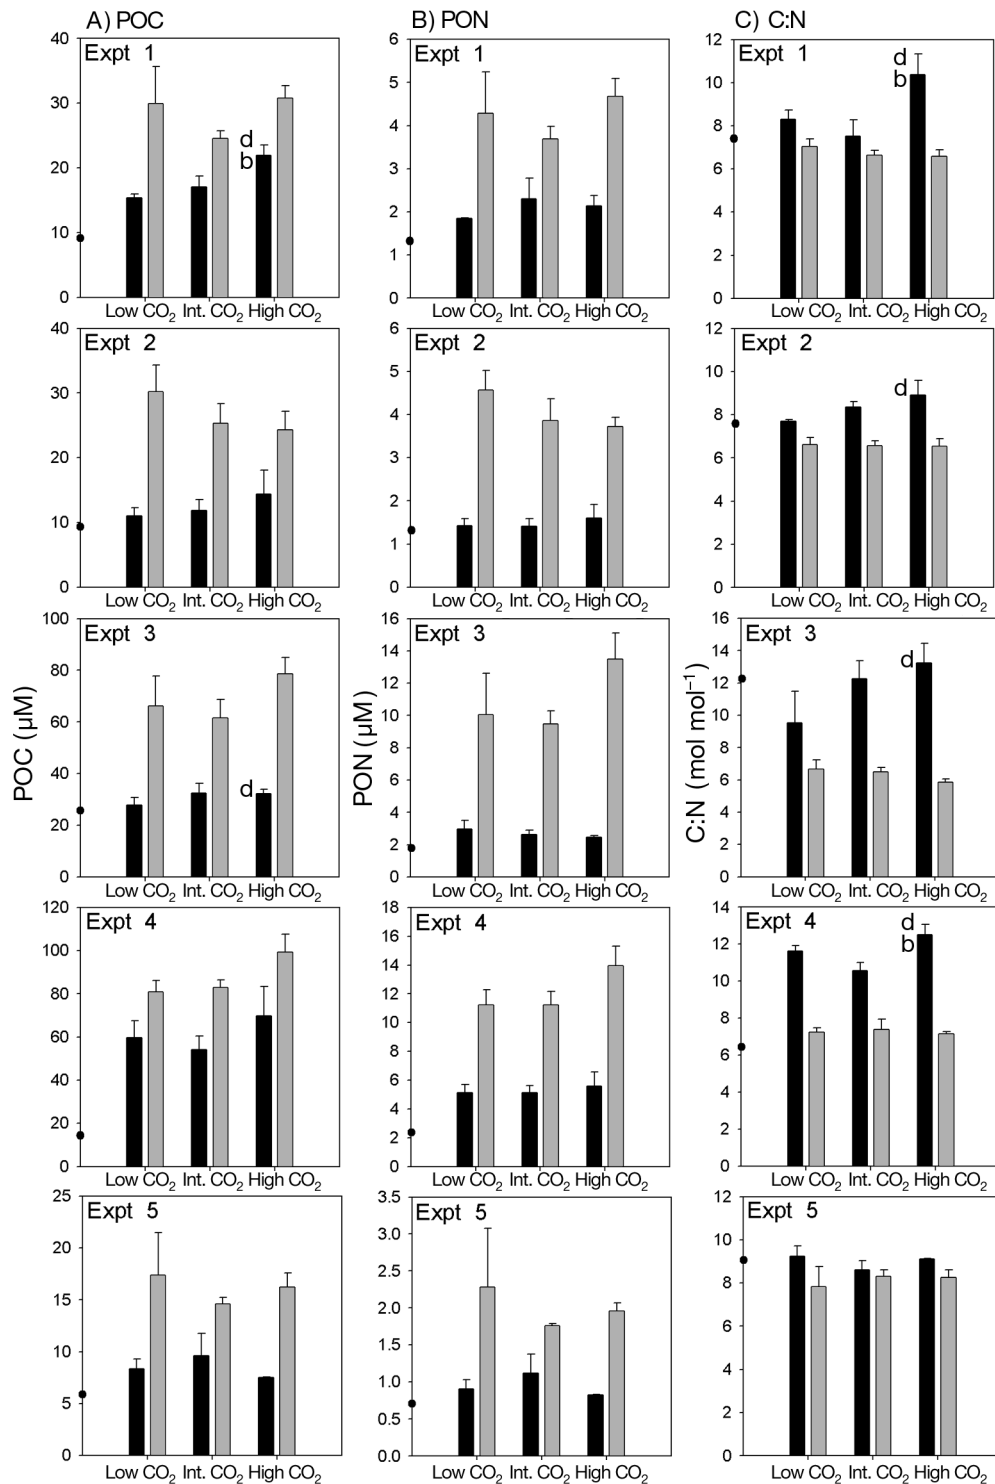 A) POC
B) PON
C) C:N
Expt 1
40
30
20
10
0
d
b
Low CO₂ Int. CO₂ High CO₂
Expt 1
6
5
4
3
2
1
0
Low CO₂ Int. CO₂ High CO₂
Expt 1
12
10
8
6
4
2
0
d
b
Low CO₂ Int. CO₂ High CO₂
Expt 2
40
30
20
10
0
Low CO₂ Int. CO₂ High CO₂
Expt 2
6
5
4
3
2
1
0
Low CO₂ Int. CO₂ High CO₂
Expt 2
12
10
8
6
4
2
0
d
Low CO₂ Int. CO₂ High CO₂
POC (µM)
Expt 3
100
80
60
40
20
0
d
Low CO₂ Int. CO₂ High CO₂
PON (µM)
Expt 3
16
14
12
10
8
6
4
2
0
Low CO₂ Int. CO₂ High CO₂
C:N (mol mol⁻¹)
Expt 3
16
14
12
10
8
6
4
2
0
d
Low CO₂ Int. CO₂ High CO₂
Expt 4
120
100
80
60
40
20
0
Low CO₂ Int. CO₂ High CO₂
Expt 4
18
16
14
12
10
8
6
4
2
0
Low CO₂ Int. CO₂ High CO₂
Expt 4
14
12
10
8
6
4
2
0
d
b
Low CO₂ Int. CO₂ High CO₂
Expt 5
25
20
15
10
5
0
Low CO₂ Int. CO₂ High CO₂
Expt 5
3.5
3.0
2.5
2.0
1.5
1.0
0.5
0.0
Low CO₂ Int. CO₂ High CO₂
Expt 5
12
10
8
6
4
2
0
Low CO₂ Int. CO₂ High CO₂